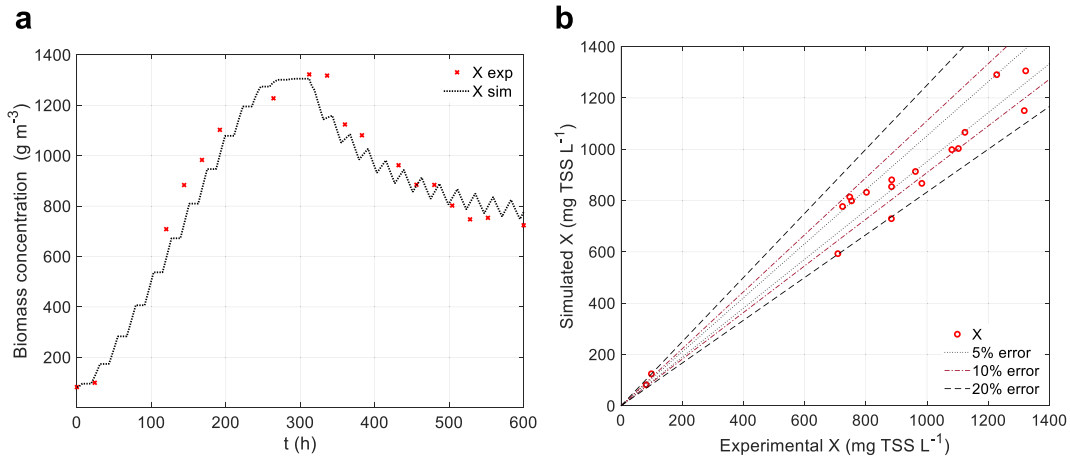 a
1400
1200
1000
800
600
400
200
0
100
200
300
400
500
600
Biomass concentration (g m⁻³)
t (h)
X exp
X sim
b
1400
1200
1000
800
600
400
200
0
0
200
400
600
800
1000
1200
1400
Simulated X (mg TSS L⁻¹)
Experimental X (mg TSS L⁻¹)
X
5% error
10% error
20% error